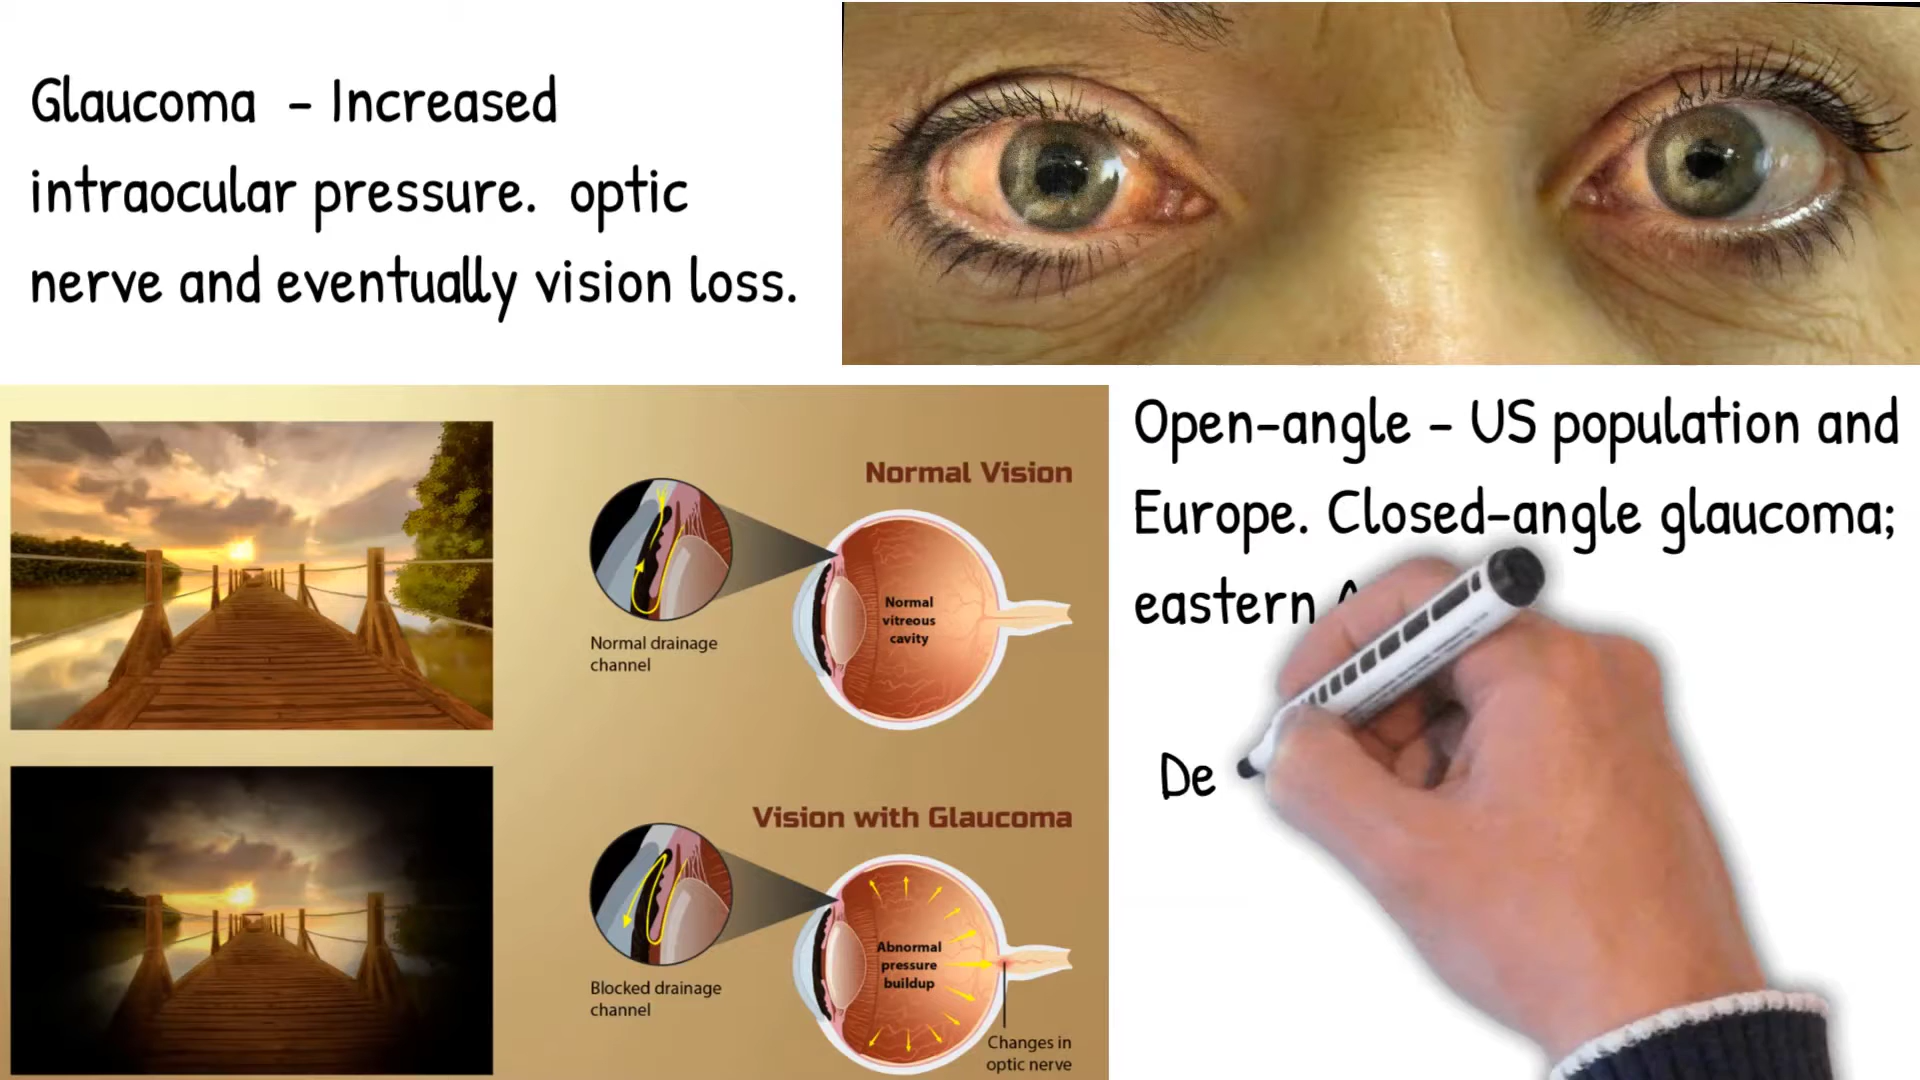 Glaucoma - Increased
intraocular pressure. optic
nerve and eventually vision loss.
Normal Vision
Normal drainage
channel
Normal
vitreous
cavity
Vision with Glaucoma
Blocked drainage
channel
Abnormal
pressure
buildup
Changes in
optic nerve
Open-angle - US population and
Europe. Closed-angle glaucoma;
eastern
De